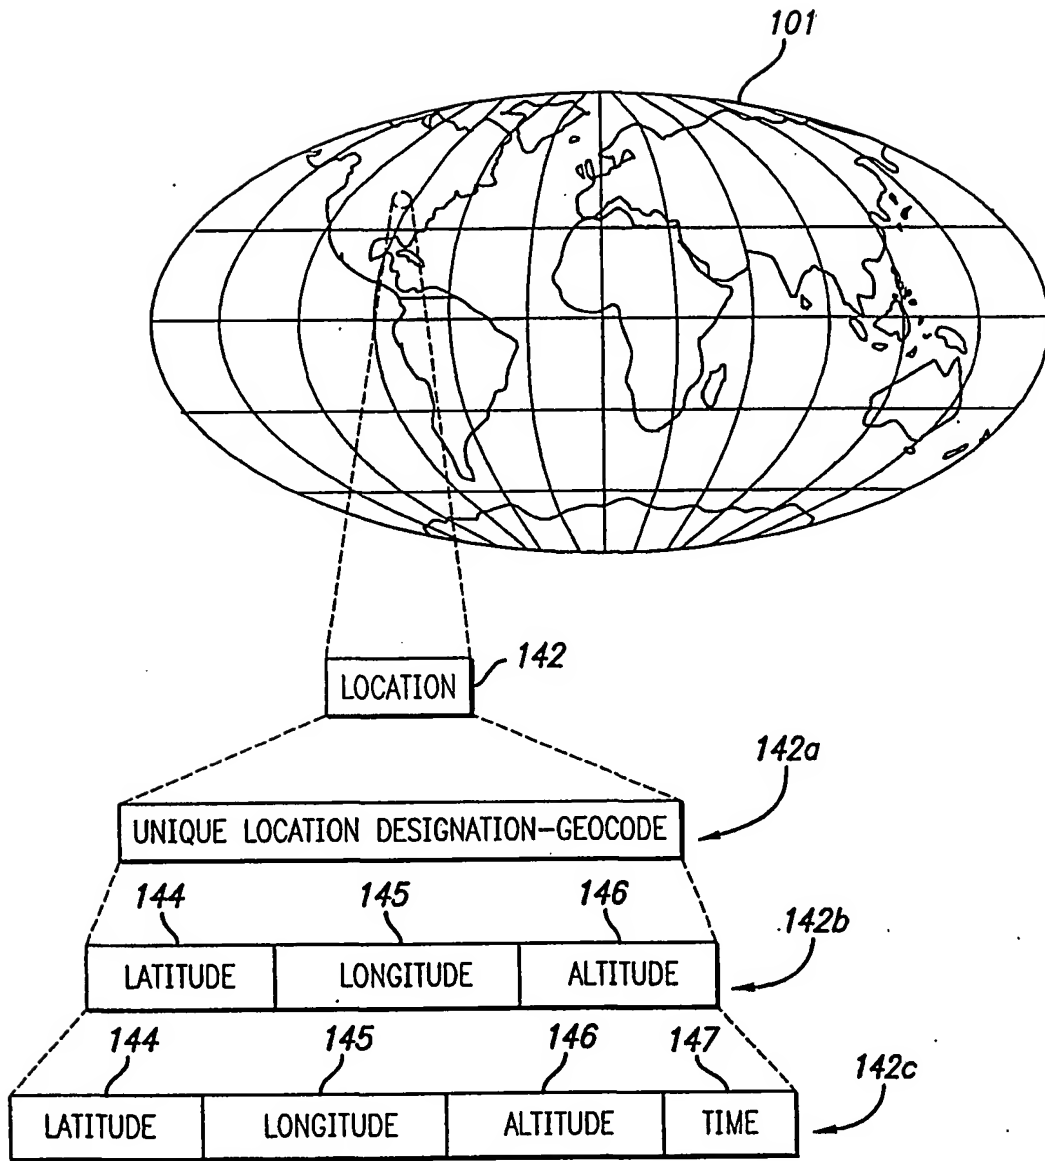 101
LOCATION
142
142a
UNIQUE LOCATION DESIGNATION-GEOCODE
144 145 146
142b
LATITUDE LONGITUDE ALTITUDE
144 145 146 147
142c
LATITUDE LONGITUDE ALTITUDE TIME